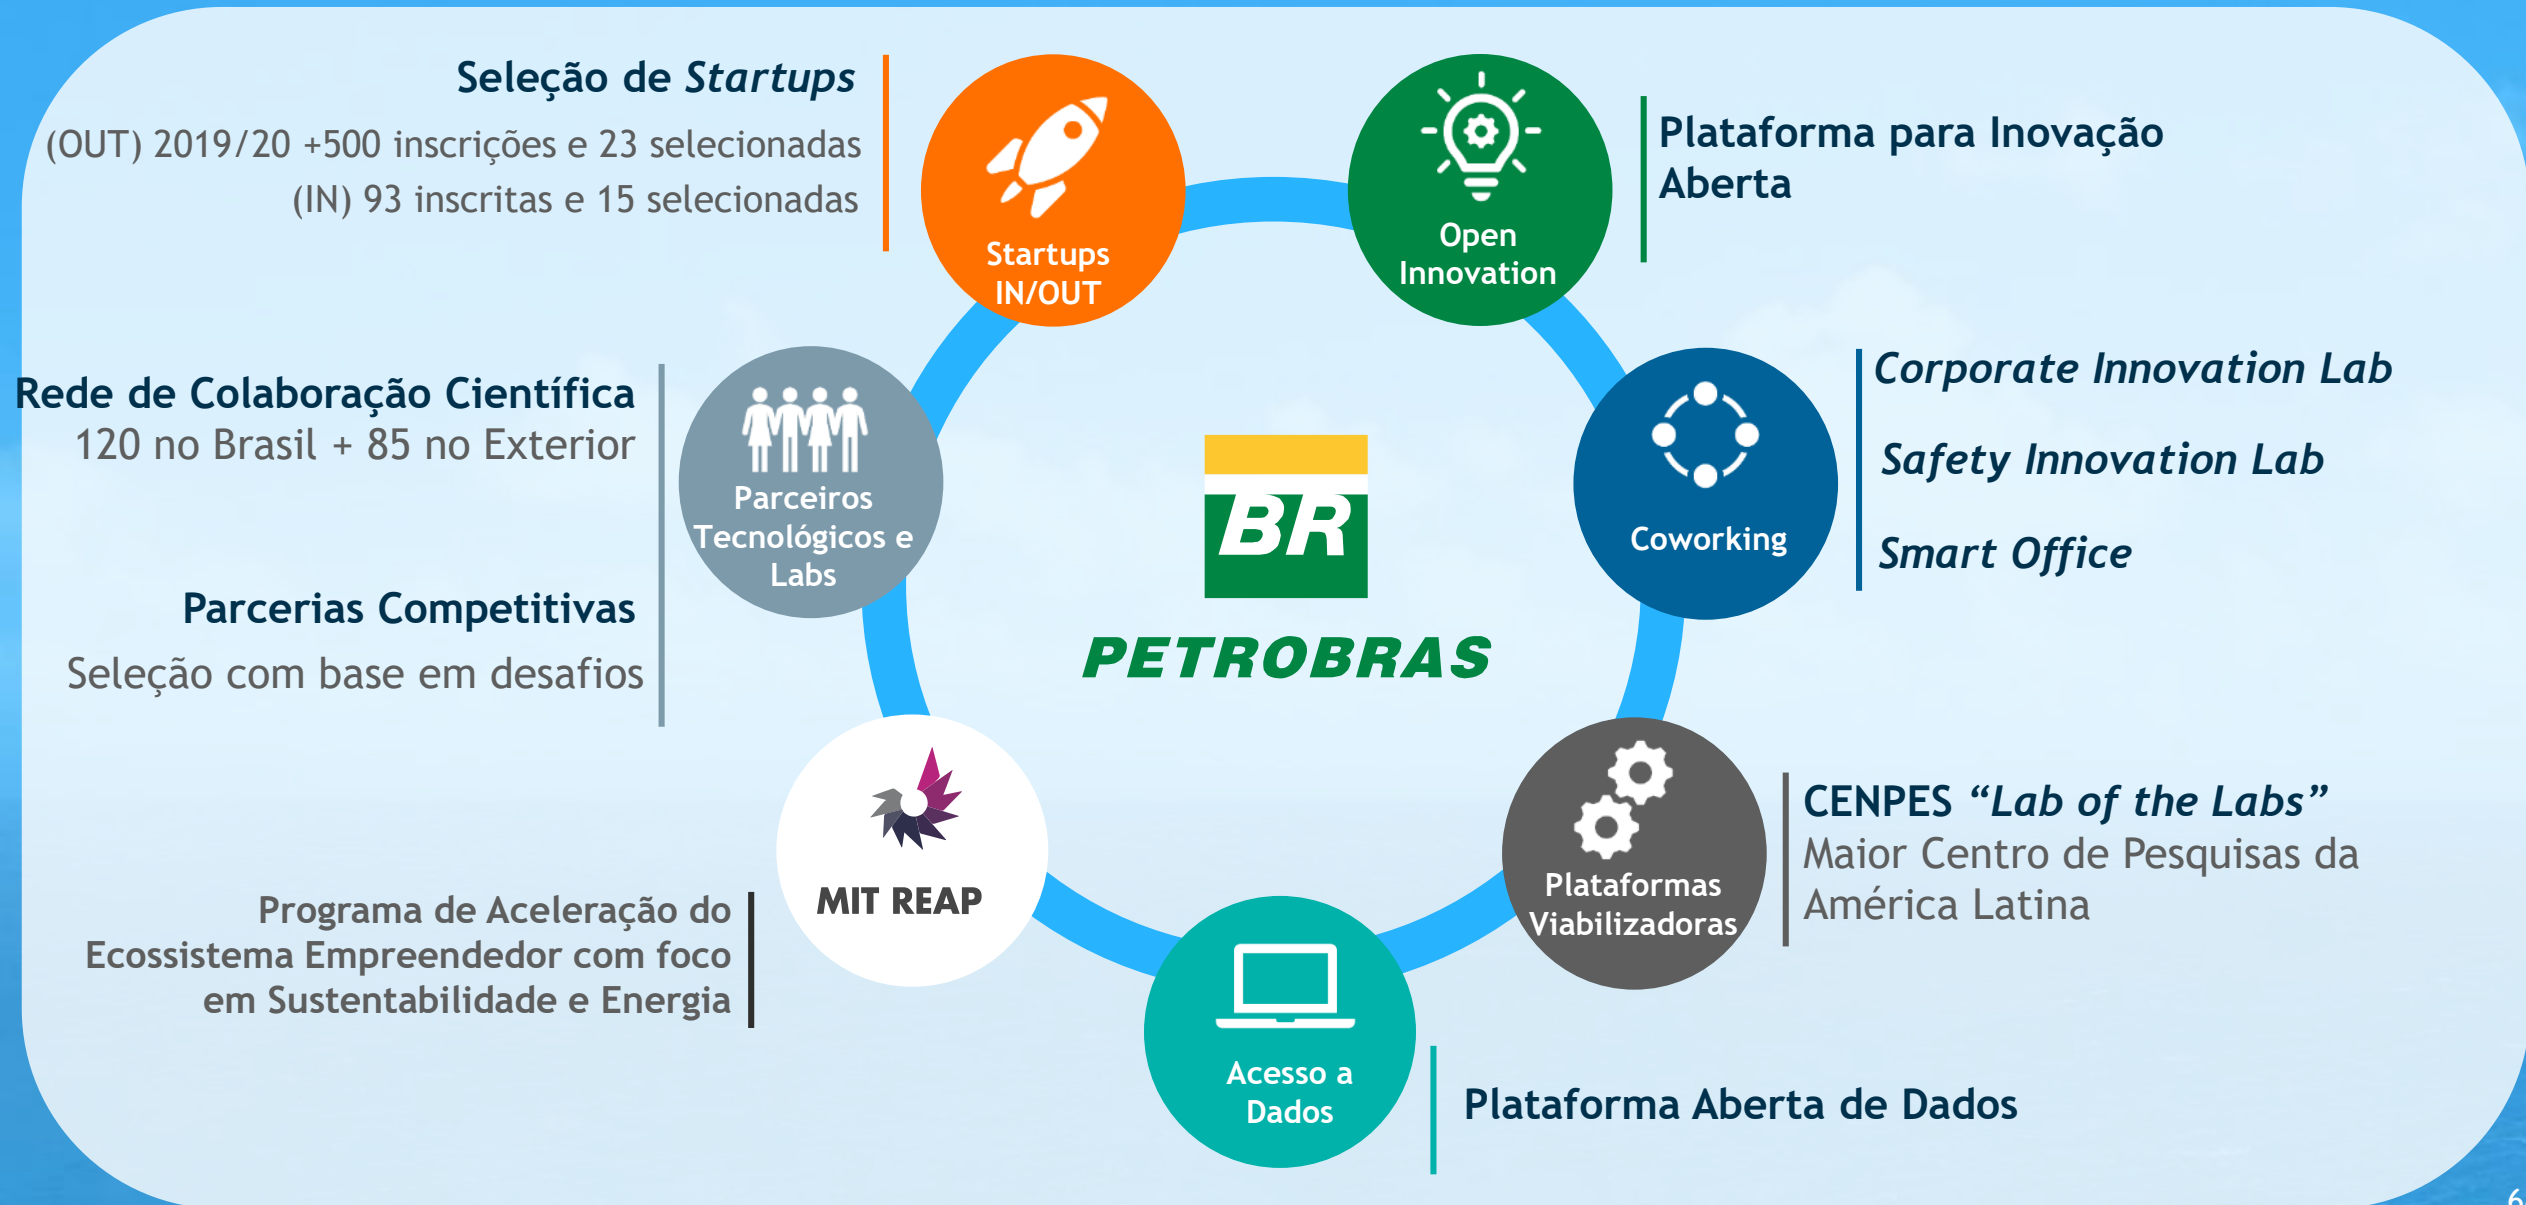 Seleção de Startups
(OUT) 2019/20 +500 inscrições e 23 selecionadas
(IN) 93 inscritas e 15 selecionadas
Startups
IN/OUT
Open
Innovation
Plataforma para Inovação
Aberta
Rede de Colaboração Científica
120 no Brasil + 85 no Exterior
Parcerias Competitivas
Seleção com base em desafios
Parceiros
Tecnológicos e
Labs
BR
PETROBRAS
Coworking
Corporate Innovation Lab
Safety Innovation Lab
Smart Office
MIT REAP
Programa de Aceleração do
Ecossistema Empreendedor com foco
em Sustentabilidade e Energia
Plataformas
Viabilizadoras
CENPES “Lab of the Labs”
Maior Centro de Pesquisas da
América Latina
Acesso a
Dados
Plataforma Aberta de Dados
6